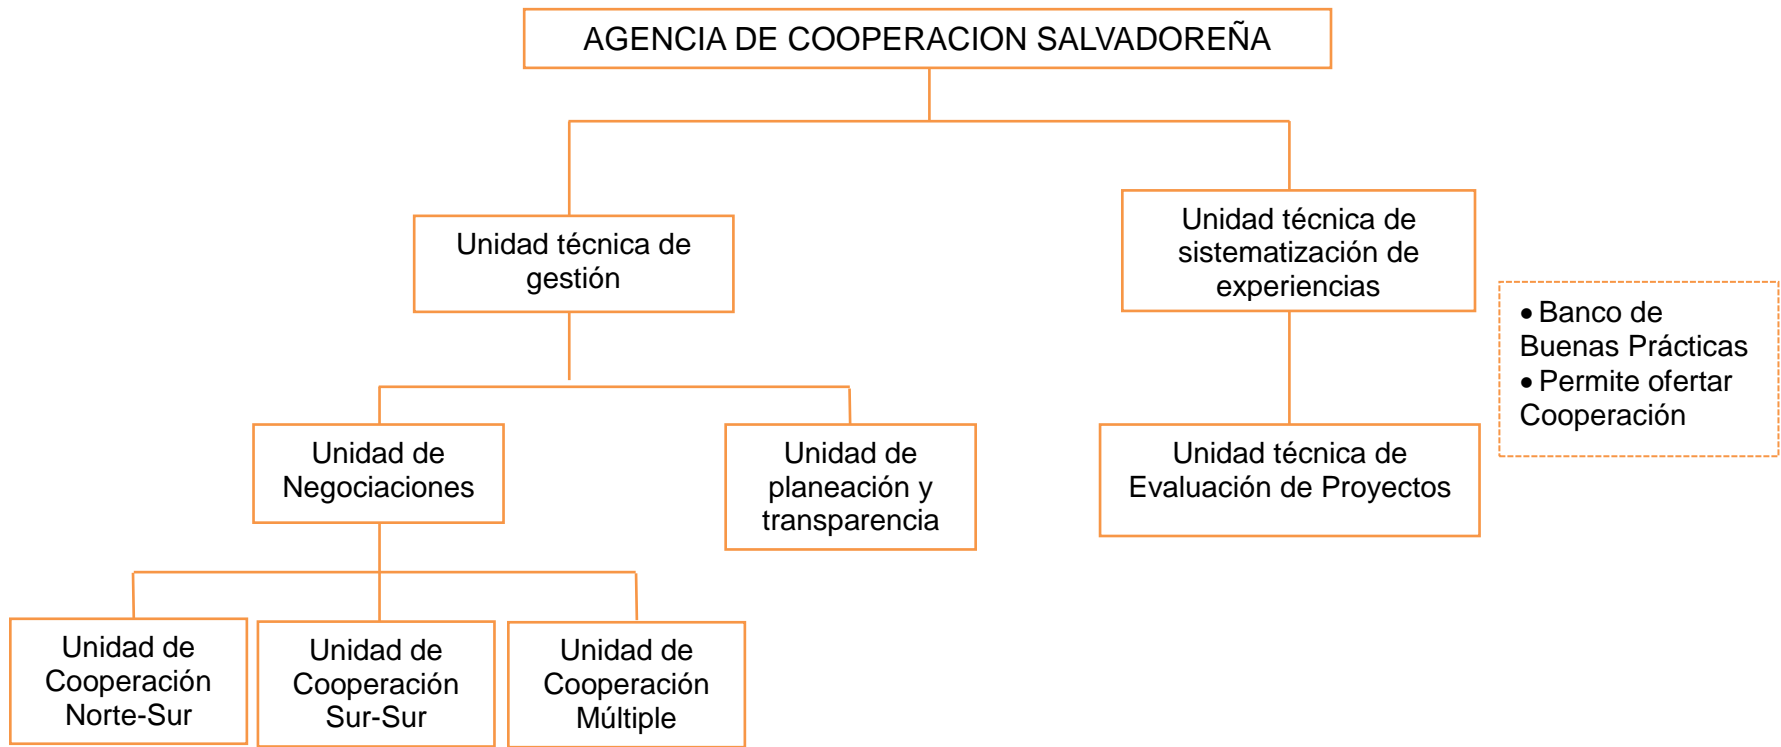 AGENCIA DE COOPERACION SALVADOREÑA
Unidad técnica de
gestión
Unidad técnica de
sistematización de
experiencias
• Banco de
Buenas Prácticas
• Permite ofertar
Cooperación
Unidad de
Negociaciones
Unidad de
planeación y
transparencia
Unidad técnica de
Evaluación de Proyectos
Unidad de
Cooperación
Norte-Sur
Unidad de
Cooperación
Sur-Sur
Unidad de
Cooperación
Múltiple